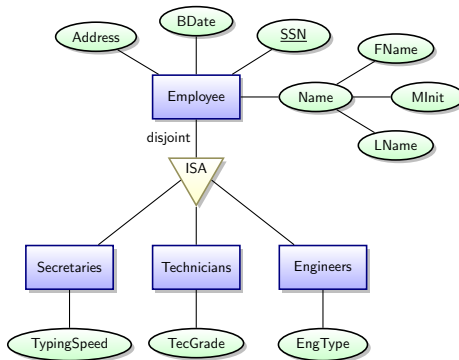 BDate
Address
SSN
FName
Employee
Name
MInit
disjoint
LName
ISA
Secretaries
Technicians
Engineers
TypingSpeed
TecGrade
EngType